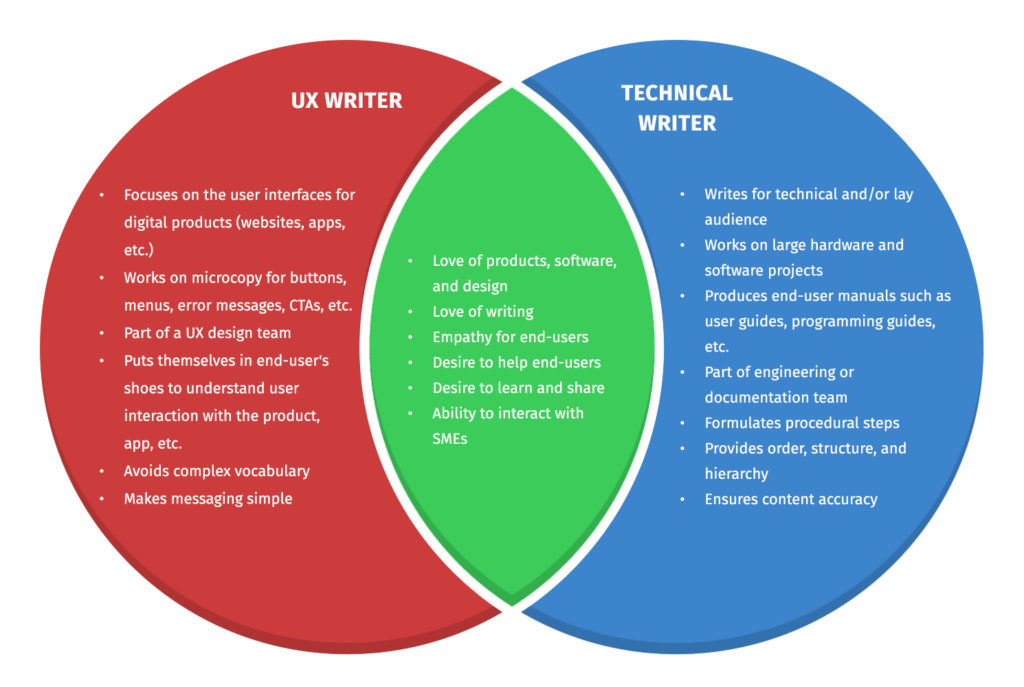 UX WRITER
• Focuses on the user interfaces for
digital products (websites, apps,
etc.)
• Works on microcopy for buttons,
menus, error messages, CTAs, etc.
• Part of a UX design team
• Puts themselves in end-user's
shoes to understand user
interaction with the product,
app, etc.
• Avoids complex vocabulary
• Makes messaging simple
• Love of products, software,
and design
• Love of writing
• Empathy for end-users
• Desire to help end-users
• Desire to learn and share
• Ability to interact with
SMEs
TECHNICAL
WRITER
• Writes for technical and/or lay
audience
• Works on large hardware and
software projects
• Produces end-user manuals such as
user guides, programming guides,
etc.
• Part of engineering or
documentation team
• Formulates procedural steps
• Provides order, structure, and
hierarchy
• Ensures content accuracy